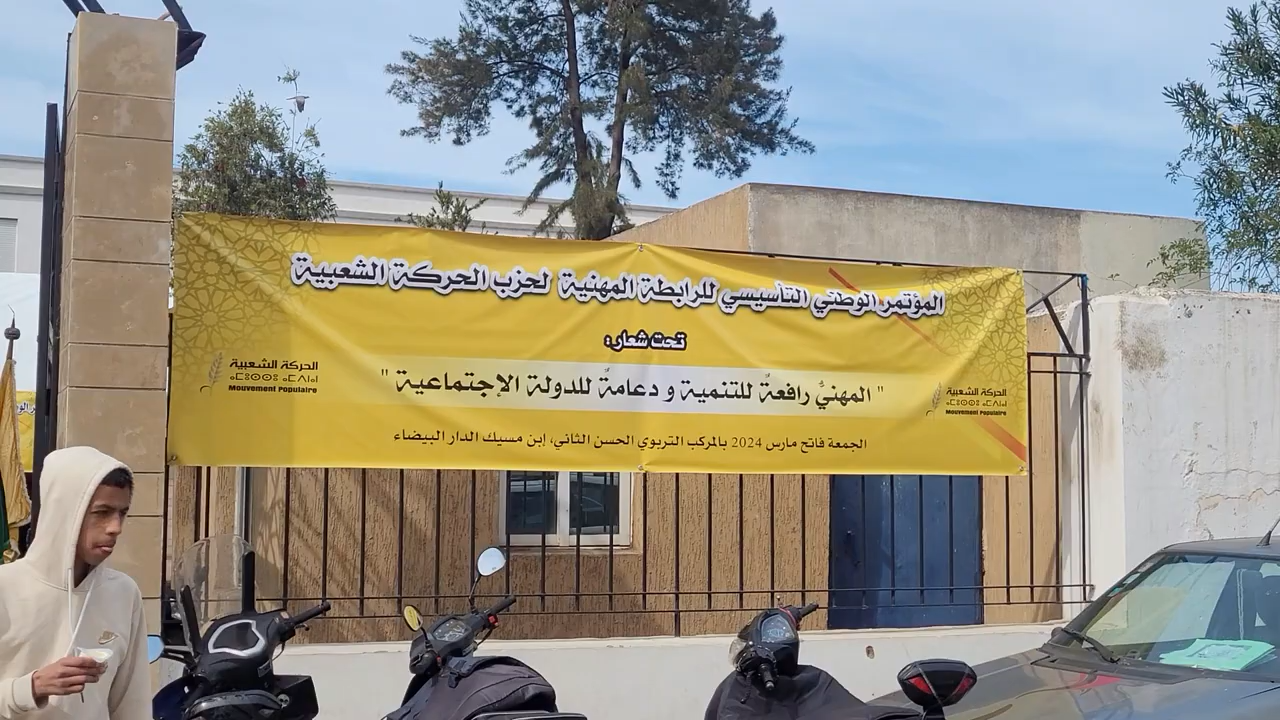 المؤتمر الوطني التأسيسي للرابطة المهنية لحزب الحركة الشعبية
تحت شعار:
" المهنيُّ رافعةٌ للتنمية و دعامةٌ للدولة الإجتماعية "
الجمعة فاتح مارس 2024 بالمركب التربوي الحسن الثاني، إبن مسيك الدار البيضاء
الحركة الشعبية
Mouvement Populaire
الحركة الشعبية
Mouvement Populaire